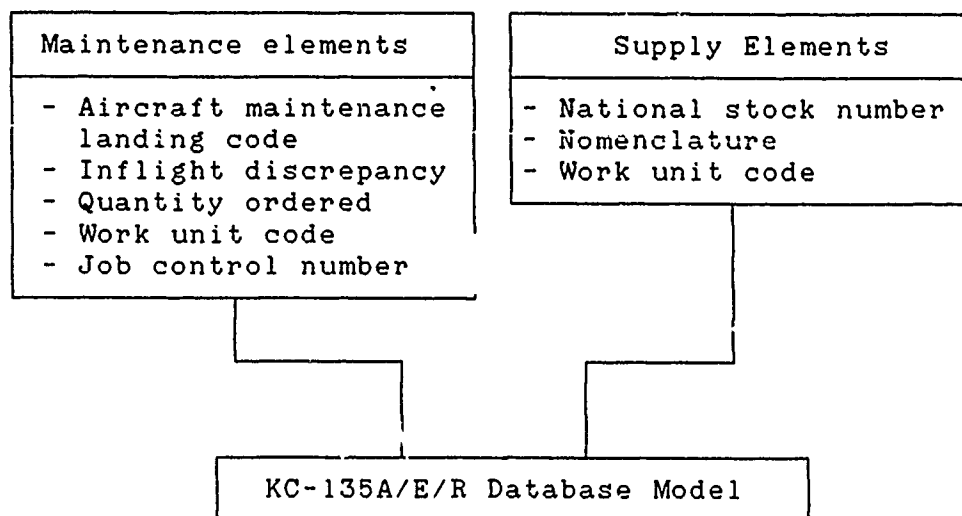 Maintenance elements
- Aircraft maintenance
landing code
- Inflight discrepancy
- Quantity ordered
- Work unit code
- Job control number
Supply Elements
- National stock number
- Nomenclature
- Work unit code
KC-135A/E/R Database Model